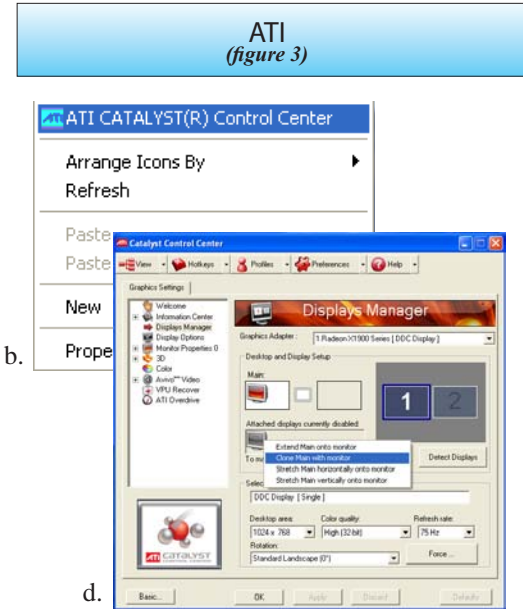 ATI
(figure 3)
ATI CATALYST(R) Control Center
Arrange Icons By
Refresh
Paste
Paste
New
Prope
b.
Catalyst Control Center
View Hotkeys Profiles Preferences Help
Graphics Settings
Welcome
Information Center
Displays Manager
Display Options
Monitor Properties 0
3D
Color
Avivo™ Video
VPU Recover
ATI Overdrive
Displays Manager
Graphics Adapter : 1 Radeon X1900 Series [ DDC Display ]
Desktop and Display Setup
Main:
1 2
Attached displays currently disabled
Extend Main onto monitor
Clone Main with monitor
Stretch Main horizontally onto monitor
Stretch Main vertically onto monitor
To m
Detect Displays
Selec
DDC Display [ Single ]
Desktop area: Color quality: Refresh rate:
1024 x 768 High (32 bit) 75 Hz
Rotation:
Standard Landscape (0°) Force ...
ATI CATALYST
Basic... OK Apply Discard Defaults
d.